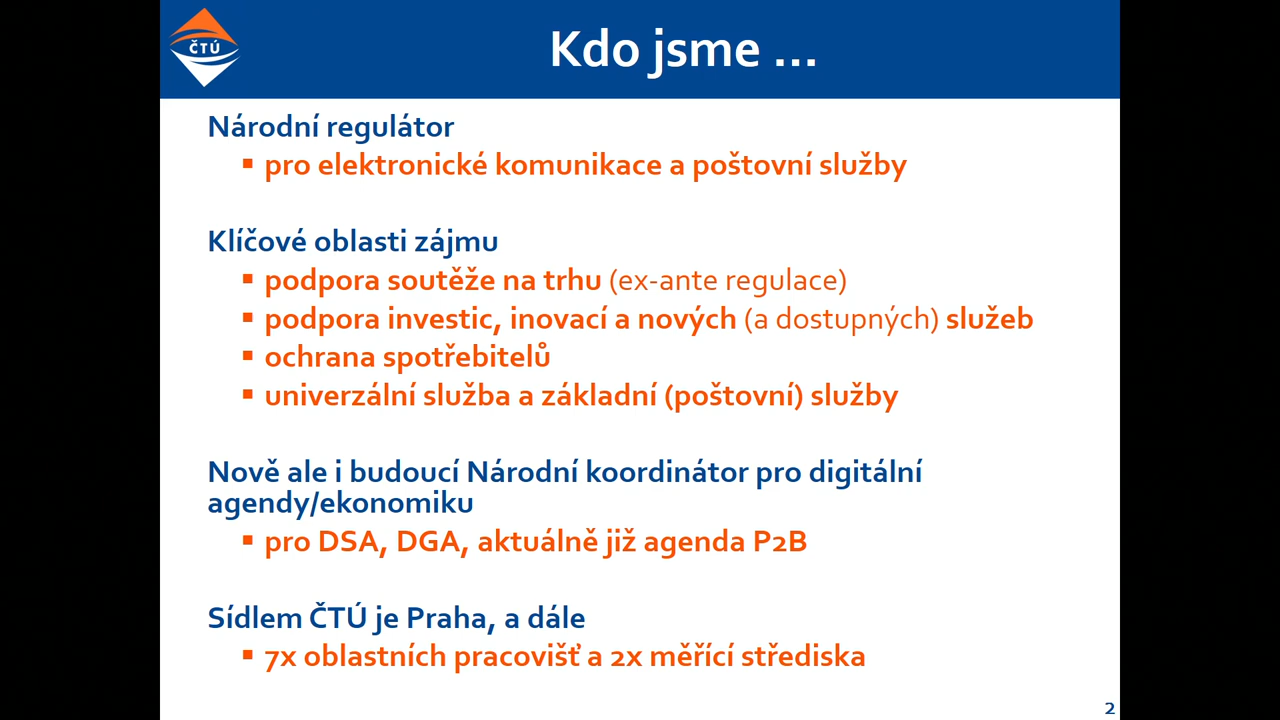 ČTÚ
Kdo jsme ...
Národní regulátor
▪ pro elektronické komunikace a poštovní služby
Klíčové oblasti zájmu
▪ podpora soutěže na trhu (ex-ante regulace)
▪ podpora investic, inovací a nových (a dostupných) služeb
▪ ochrana spotřebitelů
▪ univerzální služba a základní (poštovní) služby
Nově ale i budoucí Národní koordinátor pro digitální
agendy/ekonomiku
▪ pro DSA, DGA, aktuálně již agenda P2B
Sídlem ČTÚ je Praha, a dále
▪ 7x oblastních pracovišť a 2x měřící střediska
2